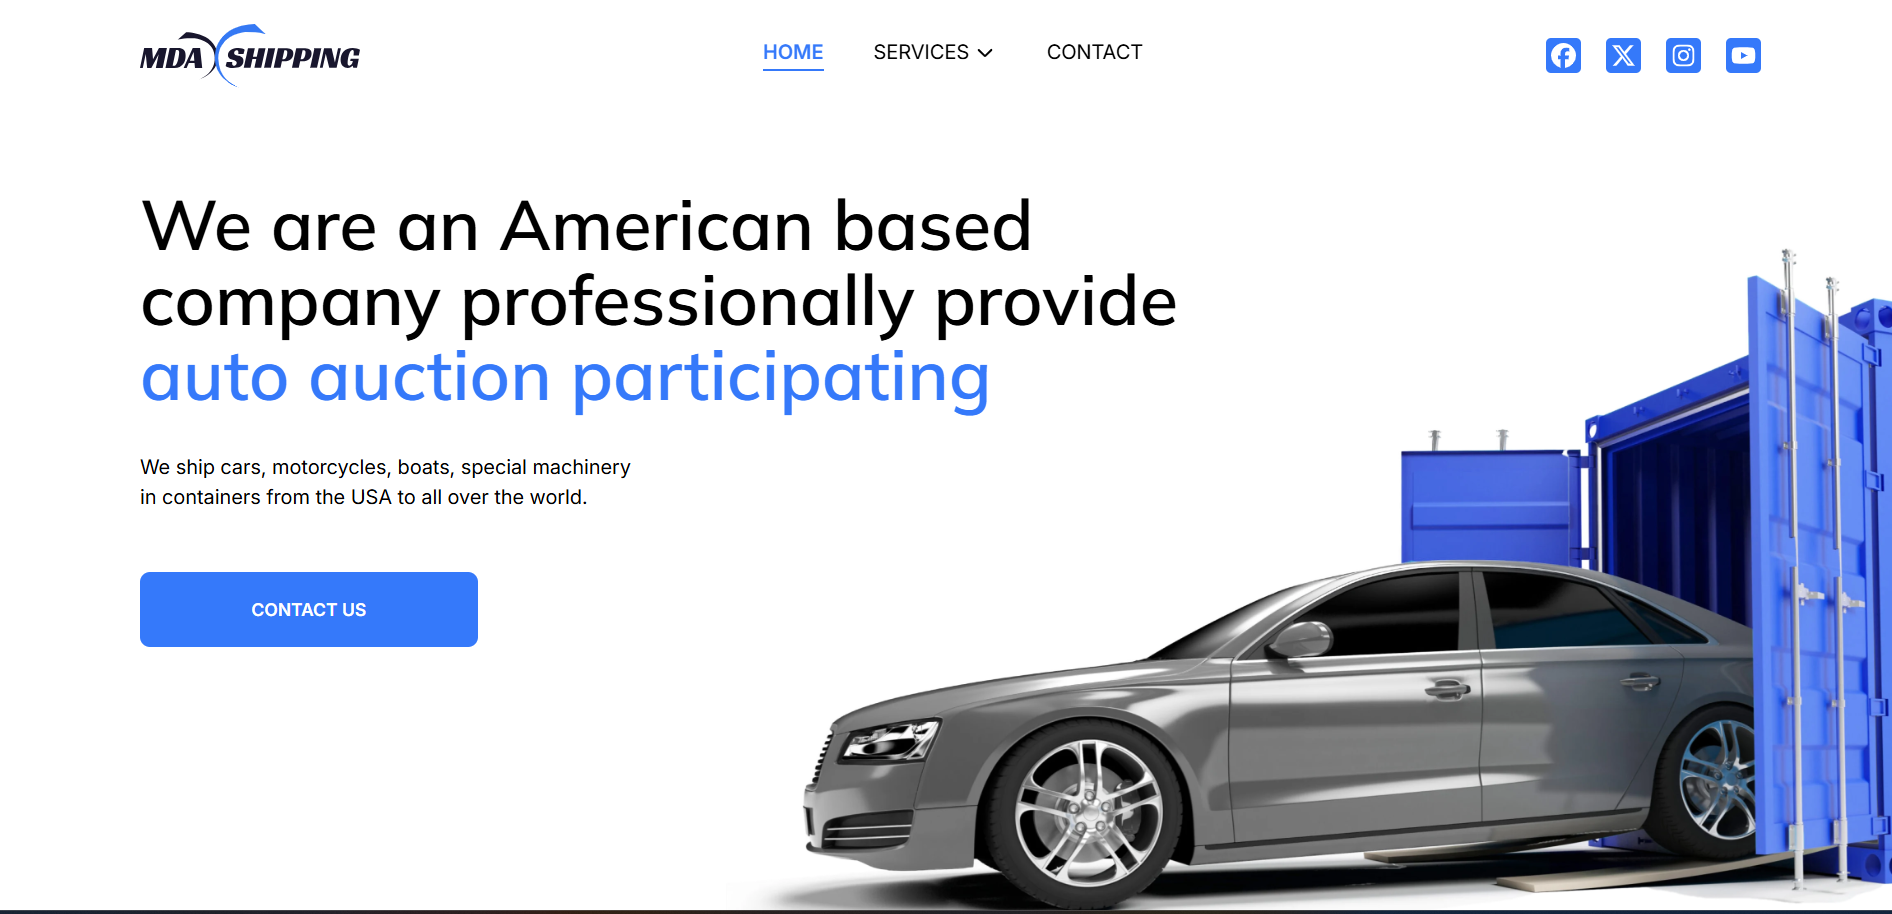 MDA SHIPPING
HOME
SERVICES
CONTACT
We are an American based
company professionally provide
auto auction participating
We ship cars, motorcycles, boats, special machinery
in containers from the USA to all over the world.
CONTACT US